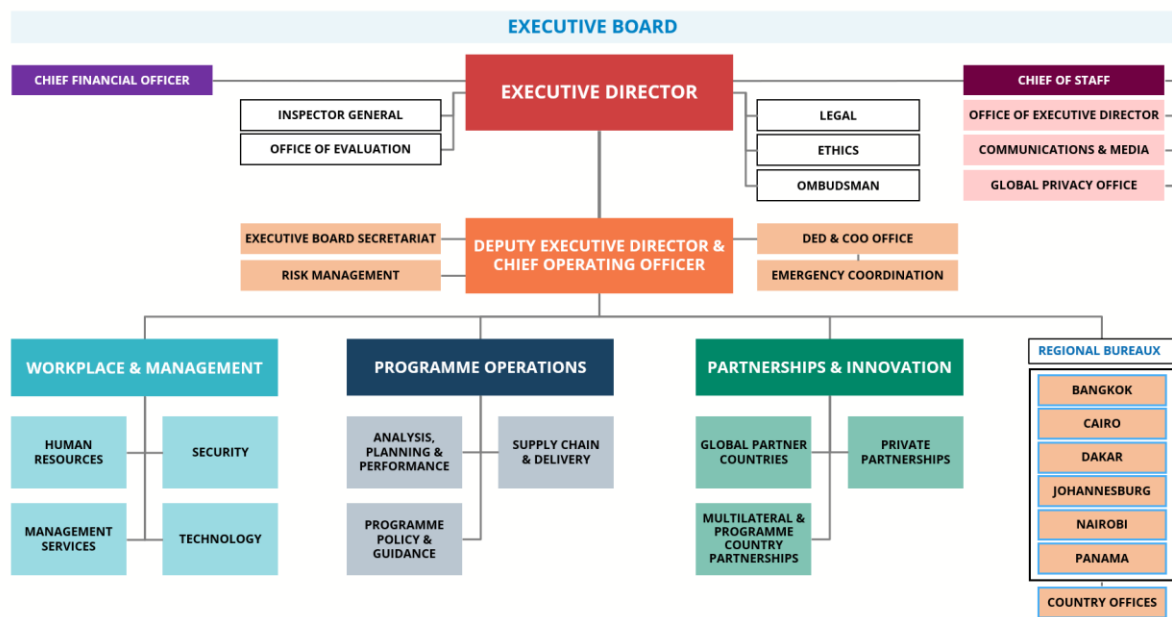 EXECUTIVE BOARD
CHIEF FINANCIAL OFFICER
EXECUTIVE DIRECTOR
CHIEF OF STAFF
INSPECTOR GENERAL
OFFICE OF EVALUATION
LEGAL
ETHICS
OMBUDSMAN
OFFICE OF EXECUTIVE DIRECTOR
COMMUNICATIONS & MEDIA
GLOBAL PRIVACY OFFICE
EXECUTIVE BOARD SECRETARIAT
RISK MANAGEMENT
DEPUTY EXECUTIVE DIRECTOR &
CHIEF OPERATING OFFICER
DED & COO OFFICE
EMERGENCY COORDINATION
WORKPLACE & MANAGEMENT
HUMAN
RESOURCES
SECURITY
MANAGEMENT
SERVICES
TECHNOLOGY
PROGRAMME OPERATIONS
ANALYSIS,
PLANNING &
PERFORMANCE
SUPPLY CHAIN
& DELIVERY
PROGRAMME
POLICY &
GUIDANCE
PARTNERSHIPS & INNOVATION
GLOBAL PARTNER
COUNTRIES
PRIVATE
PARTNERSHIPS
MULTILATERAL &
PROGRAMME
COUNTRY
PARTNERSHIPS
REGIONAL BUREAUX
BANGKOK
CAIRO
DAKAR
JOHANNESBURG
NAIROBI
PANAMA
COUNTRY OFFICES